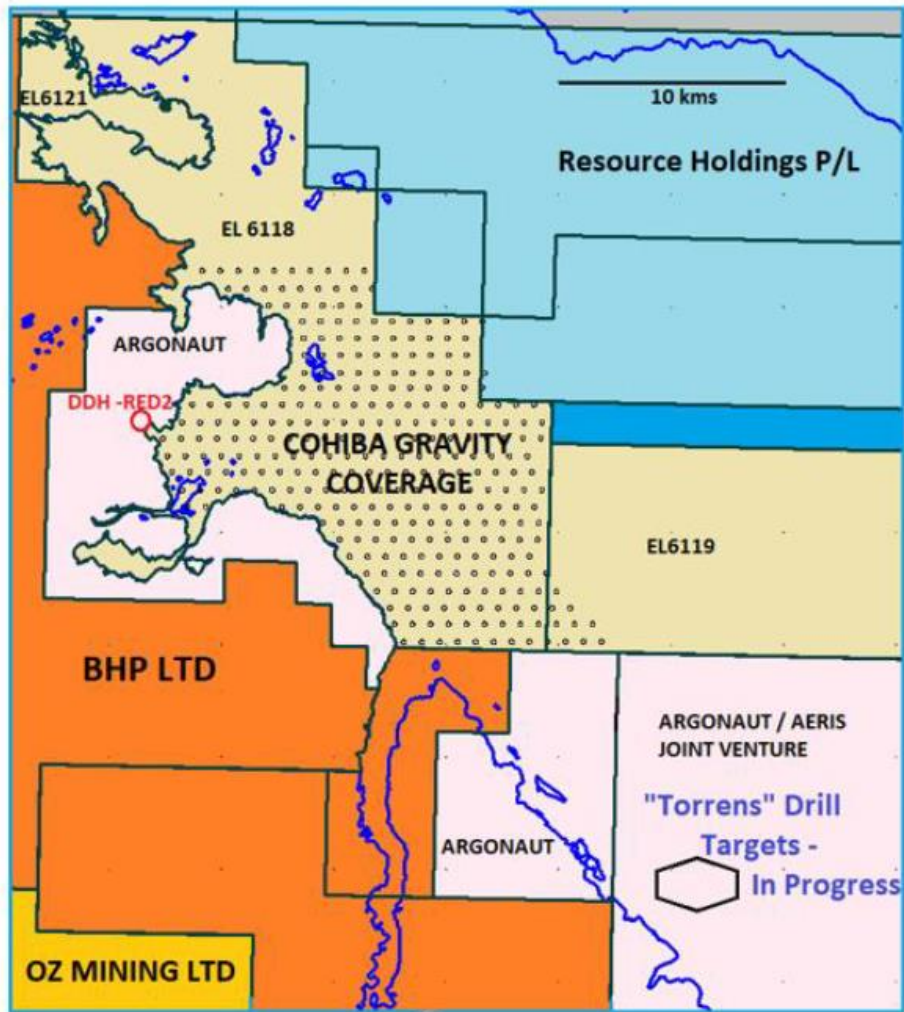 EL6121
10 kms
Resource Holdings P/L
EL 6118
ARGONAUT
DDH -RED2
COHIBA GRAVITY
COVERAGE
EL6119
BHP LTD
ARGONAUT / AERIS
JOINT VENTURE
"Torrens" Drill
Targets -
In Progress
ARGONAUT
OZ MINING LTD